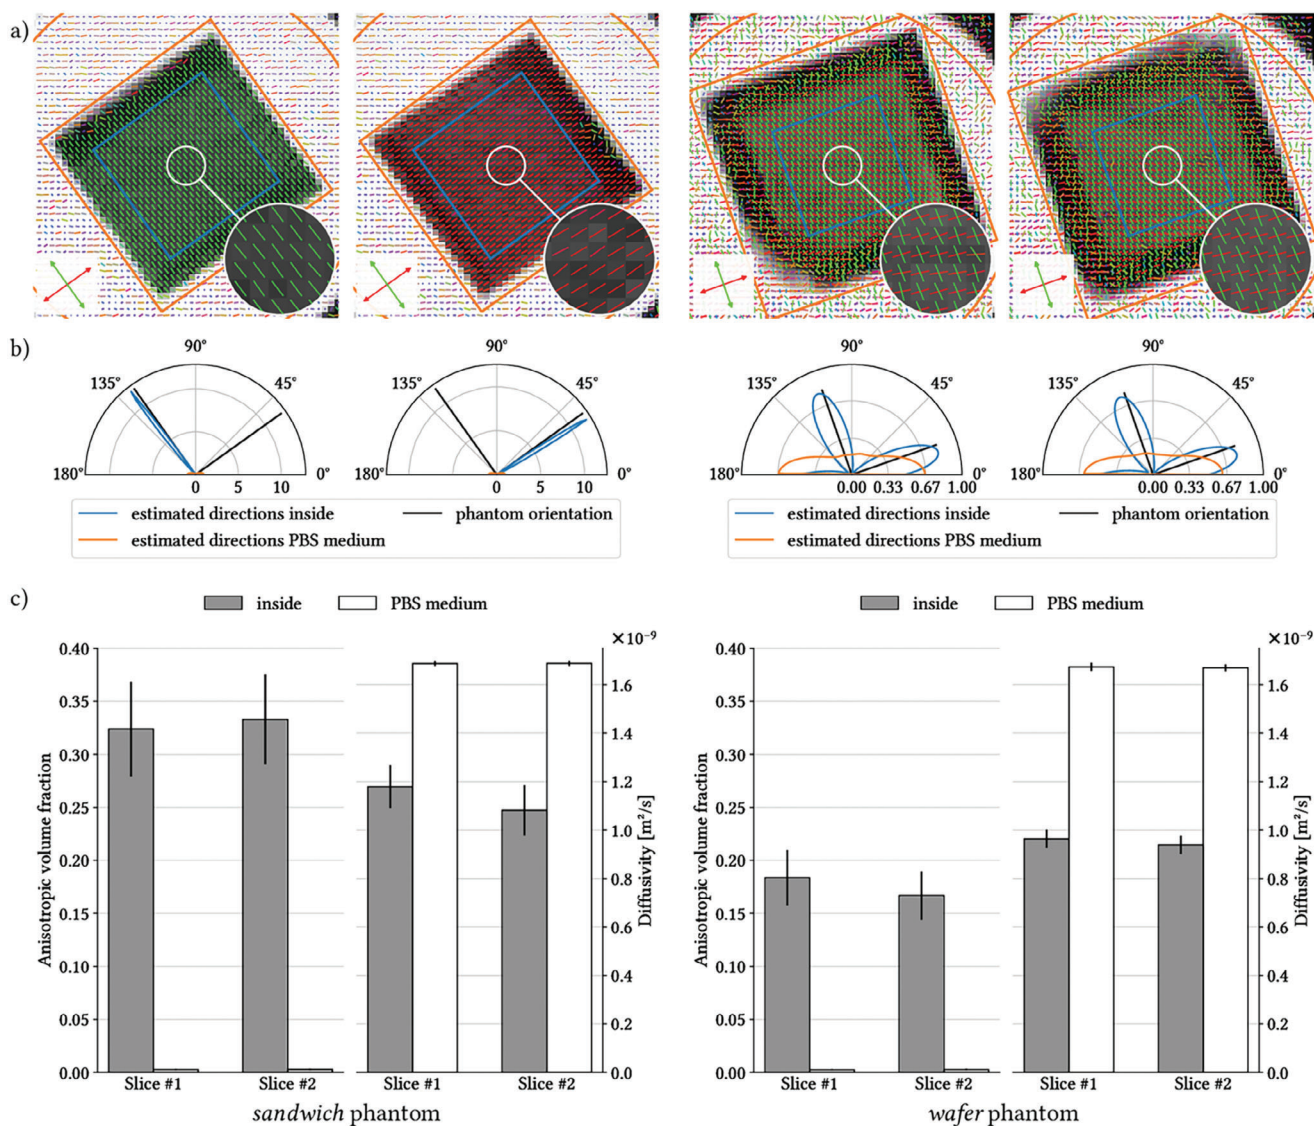 a)
b)
90° 90° 90° 90°
135° 45° 135° 45° 135° 45° 135° 45°
180° 0° 180° 0° 180° 0° 180° 0°
0 5 10 0 5 10 0.00 0.33 0.67 1.00 0.00 0.33 0.67 1.00
estimated directions inside phantom orientation
estimated directions PBS medium
estimated directions inside phantom orientation
estimated directions PBS medium
c)
inside PBS medium
inside PBS medium
×10⁻⁹
×10⁻⁹
Anisotropic volume fraction
0.40
0.35
0.30
0.25
0.20
0.15
0.10
0.05
0.00
Slice #1 Slice #2 Slice #1 Slice #2
1.6
1.4
1.2
1.0
0.8
0.6
0.4
0.2
0.0
Diffusivity [m²/s]
sandwich phantom
Anisotropic volume fraction
0.40
0.35
0.30
0.25
0.20
0.15
0.10
0.05
0.00
Slice #1 Slice #2 Slice #1 Slice #2
1.6
1.4
1.2
1.0
0.8
0.6
0.4
0.2
0.0
Diffusivity [m²/s]
wafer phantom